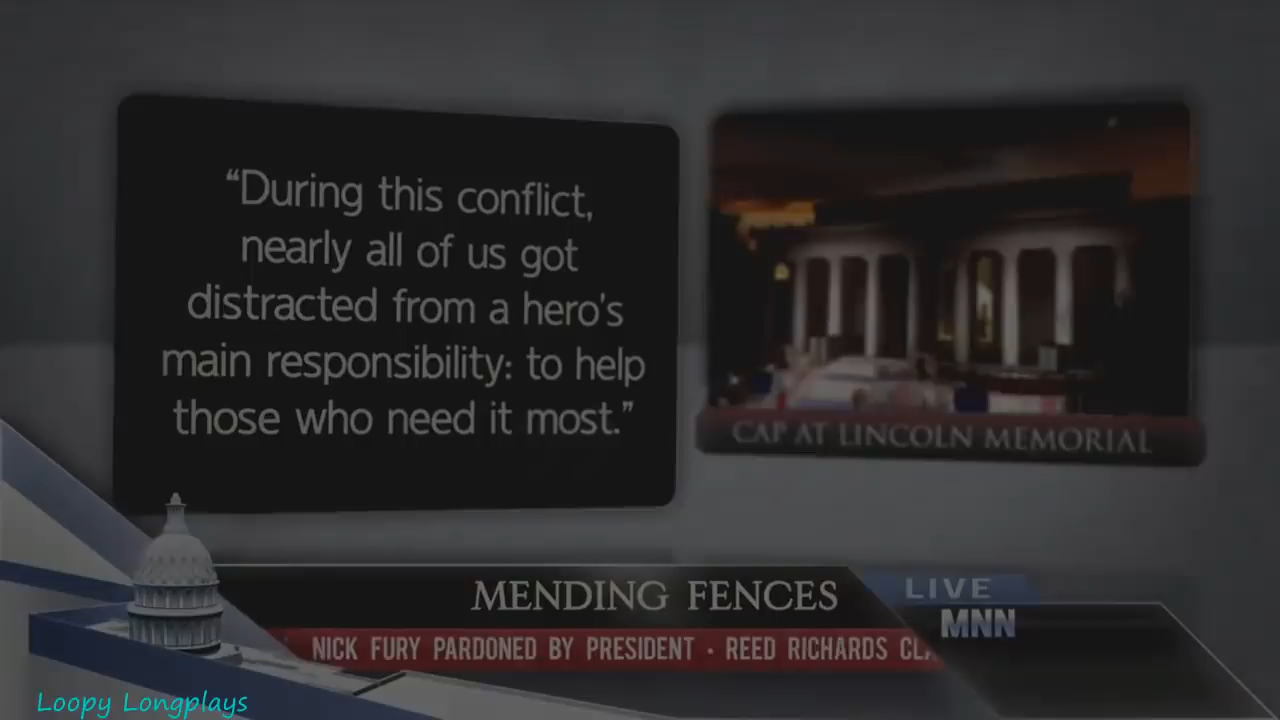 “During this conflict,
nearly all of us got
distracted from a hero’s
main responsibility: to help
those who need it most.”
CAP AT LINCOLN MEMORIAL
MENDING FENCES
LIVE
MNN
NICK FURY PARDONED BY PRESIDENT • REED RICHARDS
Loopy Longplays